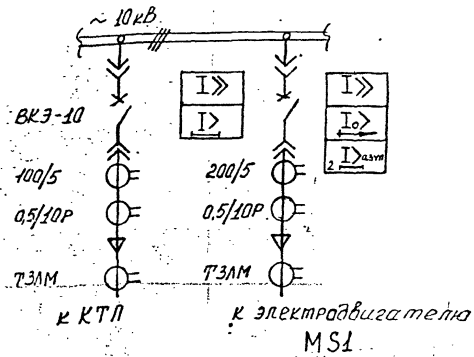 ~ 10кВ
I>>
I>
I>>
I₀
2 I> азт
ВКЭ-10
100/5
200/5
0,5/10Р
0,5/10Р
ТЗЛМ
ТЗЛМ
к КТП
к электродвигателю
MS1